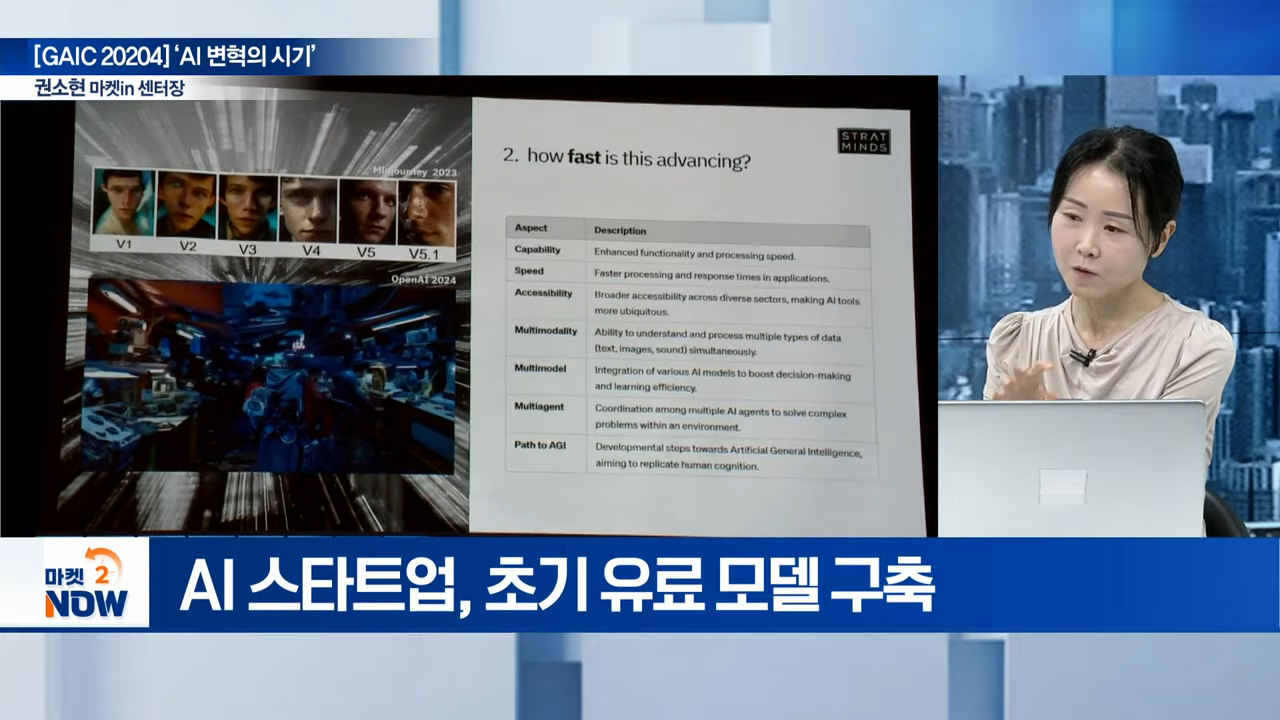 [GAIC 20204] ‘AI 변혁의 시기’
권소현 마켓in 센터장
Midjourney 2023
V1 V2 V3 V4 V5 V5.1
OpenAI 2024
STRAT
MINDS
2. how fast is this advancing?
Aspect Description
Capability Enhanced functionality and processing speed.
Speed Faster processing and response times in applications.
Accessibility Broader accessibility across diverse sectors, making AI tools
more ubiquitous.
Multimodality Ability to understand and process multiple types of data
(text, images, sound) simultaneously.
Multimodel Integration of various AI models to boost decision-making
and learning efficiency.
Multiagent Coordination among multiple AI agents to solve complex
problems within an environment.
Path to AGI Developmental steps towards Artificial General Intelligence,
aiming to replicate human cognition.
마켓 2
NOW
AI 스타트업, 초기 유료 모델 구축